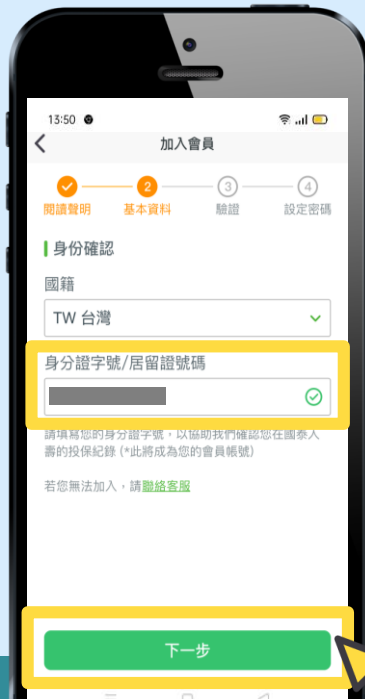 13:50
加入會員
2
3
4
閱讀聲明
基本資料
驗證
設定密碼
身份確認
國籍
TW 台灣
身分證字號/居留證號碼
請填寫您的身分證字號，以協助我們確認您在國泰人
壽的投保紀錄 (*此將成為您的會員帳號)
若您無法加入，請聯絡客服
下一步